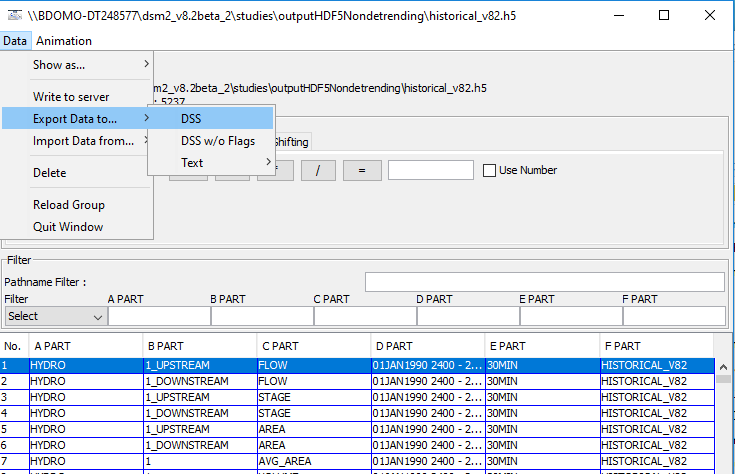 \\BDOMO-DT248577\dsm2_v8.2beta_2\studies\outputHDF5Nondetrending\historical_v82.h5
Data Animation
Show as...
sm2_v8.2beta_2\studies\outputHDF5Nondetrending\historical_v82.h5
Write to server
: 5237
Export Data to... DSS
Import Data from... DSS w/o Flags Shifting
Text
/ = Use Number
Delete
Reload Group
Quit Window
Filter
Pathname Filter :
Filter A PART B PART C PART D PART E PART F PART
Select
No. A PART B PART C PART D PART E PART F PART
1 HYDRO 1_UPSTREAM FLOW 01JAN1990 2400 - 2... 30MIN HISTORICAL_V82
2 HYDRO 1_DOWNSTREAM FLOW 01JAN1990 2400 - 2... 30MIN HISTORICAL_V82
3 HYDRO 1_UPSTREAM STAGE 01JAN1990 2400 - 2... 30MIN HISTORICAL_V82
4 HYDRO 1_DOWNSTREAM STAGE 01JAN1990 2400 - 2... 30MIN HISTORICAL_V82
5 HYDRO 1_UPSTREAM AREA 01JAN1990 2400 - 2... 30MIN HISTORICAL_V82
6 HYDRO 1_DOWNSTREAM AREA 01JAN1990 2400 - 2... 30MIN HISTORICAL_V82
7 HYDRO 1 AVG_AREA 01JAN1990 2400 - 2... 30MIN HISTORICAL_V82